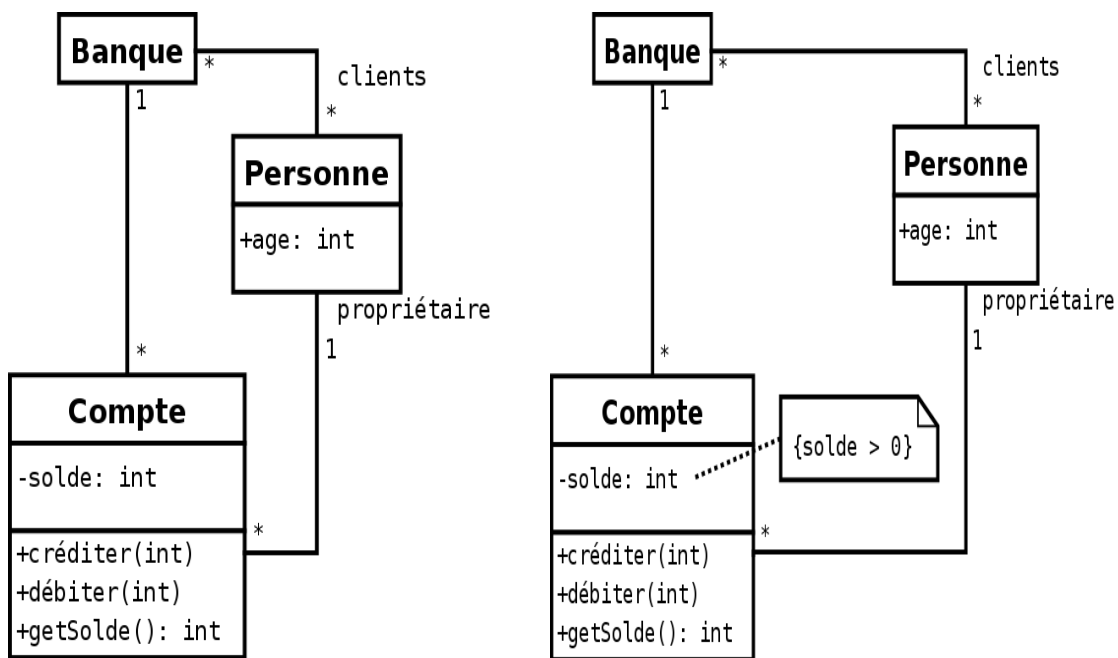 Banque
*
clients
1
*
Personne
+age: int
propriétaire
1
*
Compte
-solde: int
*
+créditer(int)
+débiter(int)
+getSolde(): int
Banque
*
clients
1
*
Personne
+age: int
propriétaire
1
*
Compte
{solde > 0}
-solde: int
*
+créditer(int)
+débiter(int)
+getSolde(): int